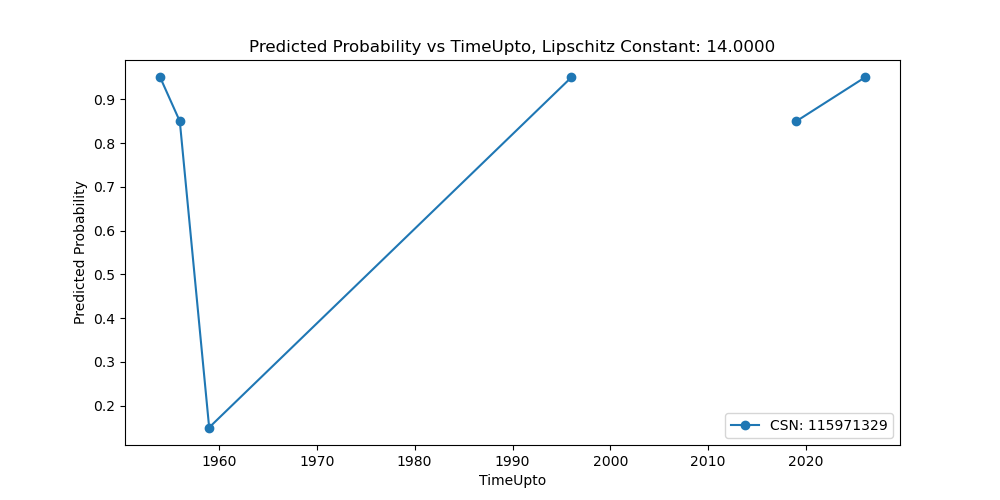 Predicted Probability vs TimeUpto, Lipschitz Constant: 14.0000
Predicted Probability
0.9
0.8
0.7
0.6
0.5
0.4
0.3
0.2
CSN: 115971329
1960 1970 1980 1990 2000 2010 2020
TimeUpto